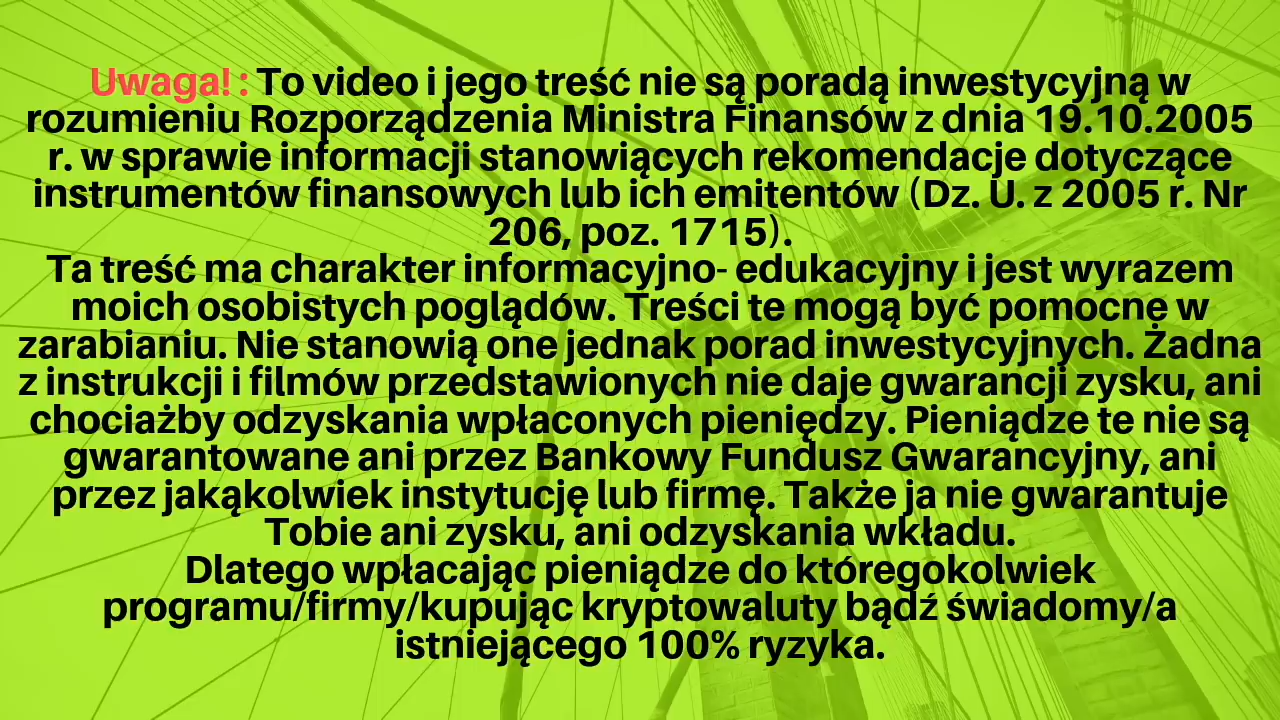 Uwaga! : To video i jego treść nie są poradą inwestycyjną w
rozumieniu Rozporządzenia Ministra Finansów z dnia 19.10.2005
r. w sprawie informacji stanowiących rekomendacje dotyczące
instrumentów finansowych lub ich emitentów (Dz. U. z 2005 r. Nr
206, poz. 1715).
Ta treść ma charakter informacyjno- edukacyjny i jest wyrazem
moich osobistych poglądów. Treści te mogą być pomocne w
zarabianiu. Nie stanowią one jednak porad inwestycyjnych. Żadna
z instrukcji i filmów przedstawionych nie daje gwarancji zysku, ani
chociażby odzyskania wpłaconych pieniędzy. Pieniądze te nie są
gwarantowane ani przez Bankowy Fundusz Gwarancyjny, ani
przez jakąkolwiek instytucję lub firmę. Także ja nie gwarantuje
Tobie ani zysku, ani odzyskania wkładu.
Dlatego wpłacając pieniądze do któregokolwiek
programu/firmy/kupując kryptowaluty bądź świadomy/a
istniejącego 100% ryzyka.